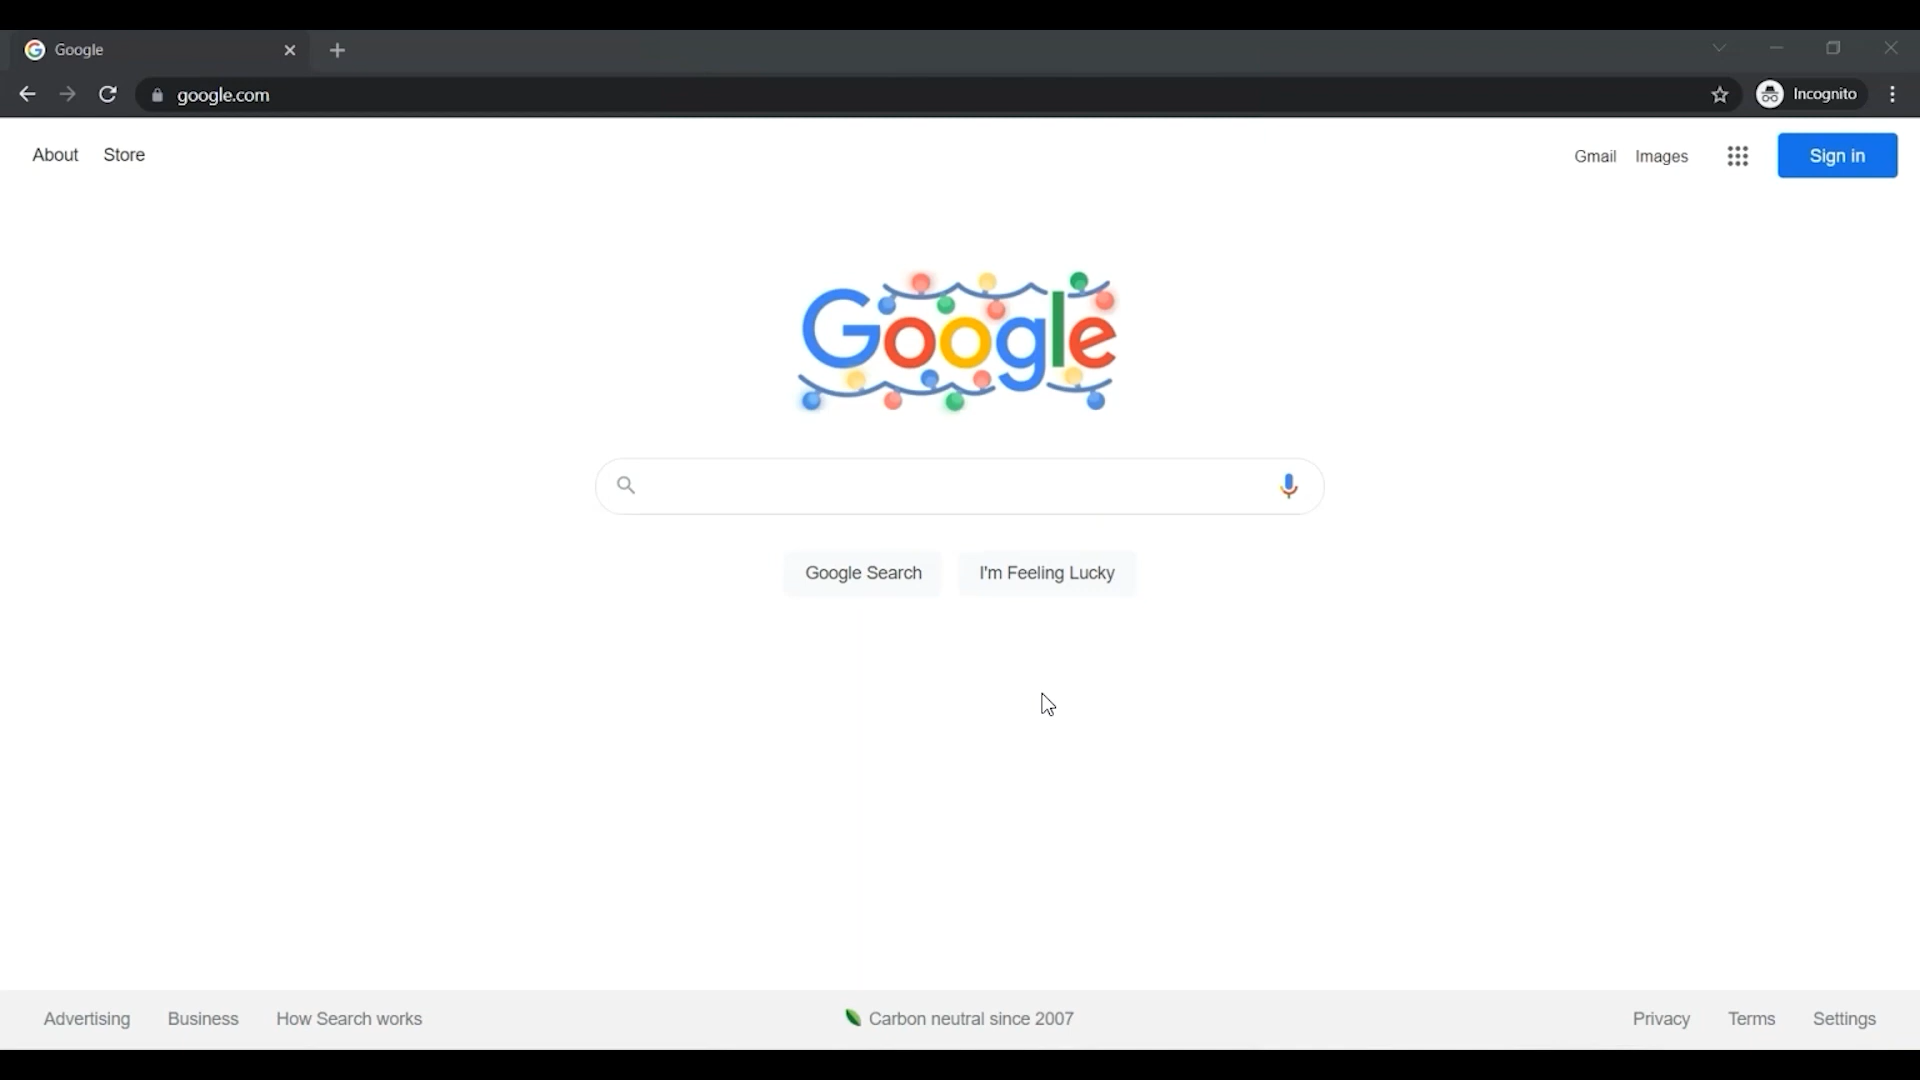 Google
google.com
Incognito
About Store
Gmail Images
Sign in
Google
Google Search
I'm Feeling Lucky
Advertising Business How Search works
Carbon neutral since 2007
Privacy Terms Settings